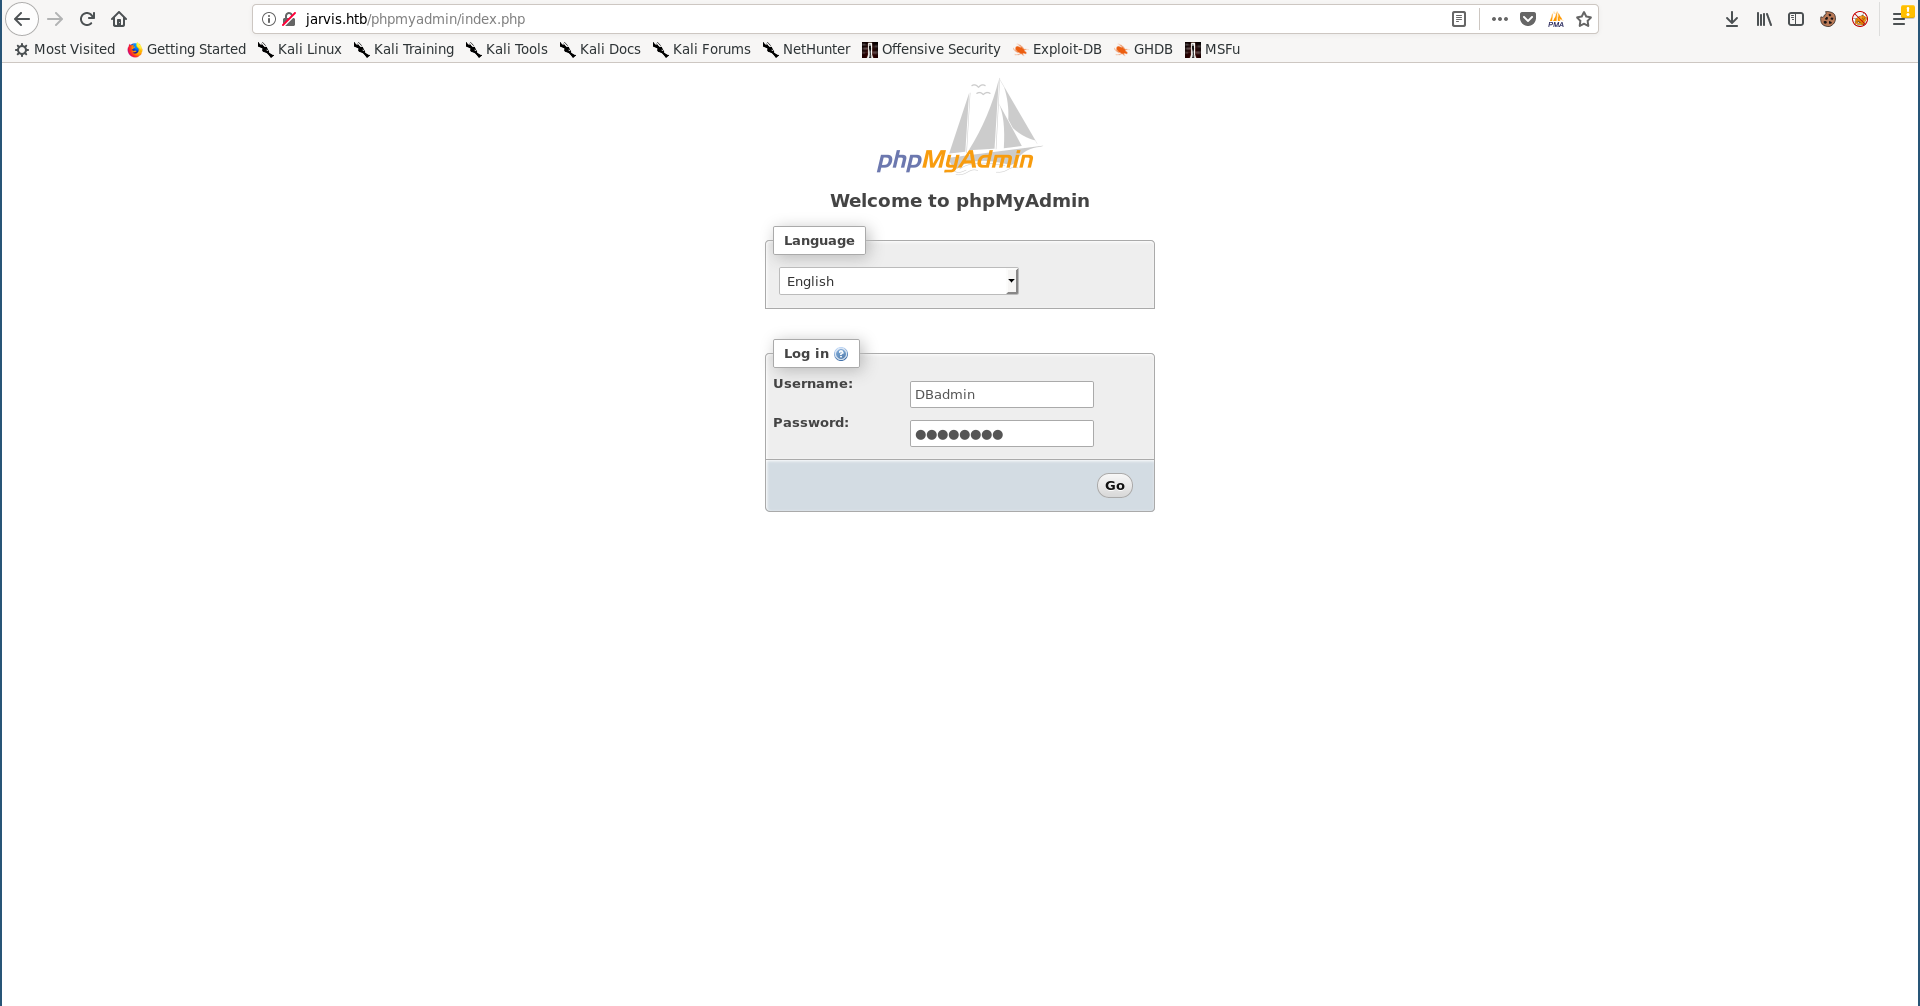 jarvis.htb/phpmyadmin/index.php
PMA
Most Visited Getting Started Kali Linux Kali Training Kali Tools Kali Docs Kali Forums NetHunter Offensive Security Exploit-DB GHDB MSFu
phpMyAdmin
Welcome to phpMyAdmin
Language
English
Log in
Username:
DBadmin
Password:
●●●●●●●●
Go